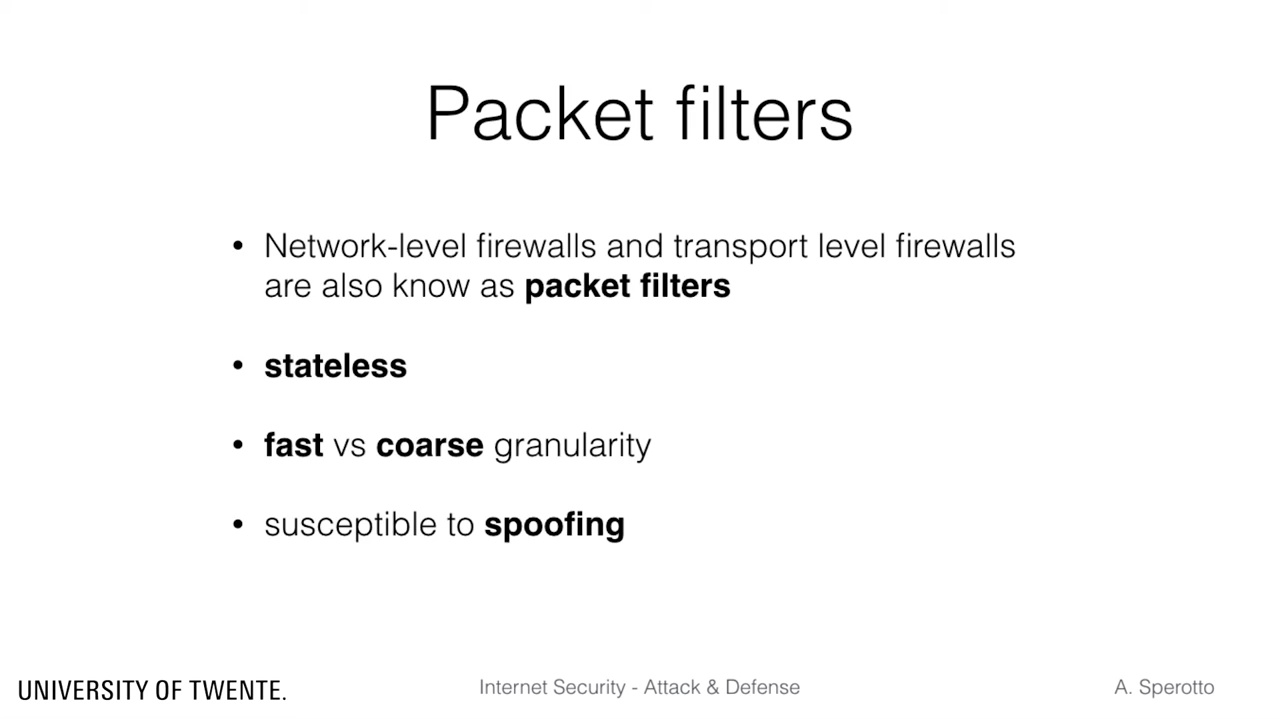 Packet filters
• Network-level firewalls and transport level firewalls
are also know as packet filters
• stateless
• fast vs coarse granularity
• susceptible to spoofing
UNIVERSITY OF TWENTE.
Internet Security - Attack & Defense
A. Sperotto